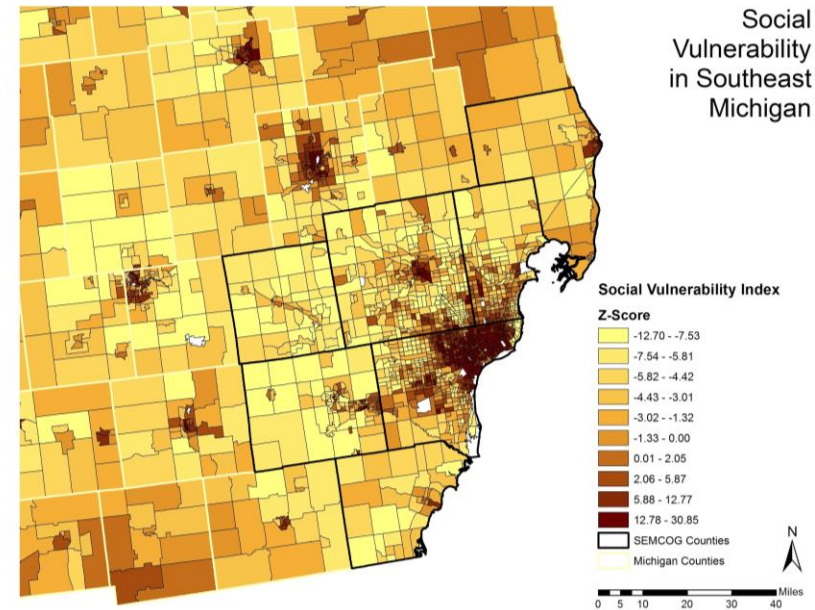 Social
Vulnerability
in Southeast
Michigan
Social Vulnerability Index
Z-Score
-12.70 - -7.53
-7.54 - -5.81
-5.82 - -4.42
-4.43 - -3.01
-3.02 - -1.32
-1.33 - 0.00
0.01 - 2.05
2.06 - 5.87
5.88 - 12.77
12.78 - 30.85
SEMCOG Counties
Michigan Counties
N
Miles
0 5 10 20 30 40